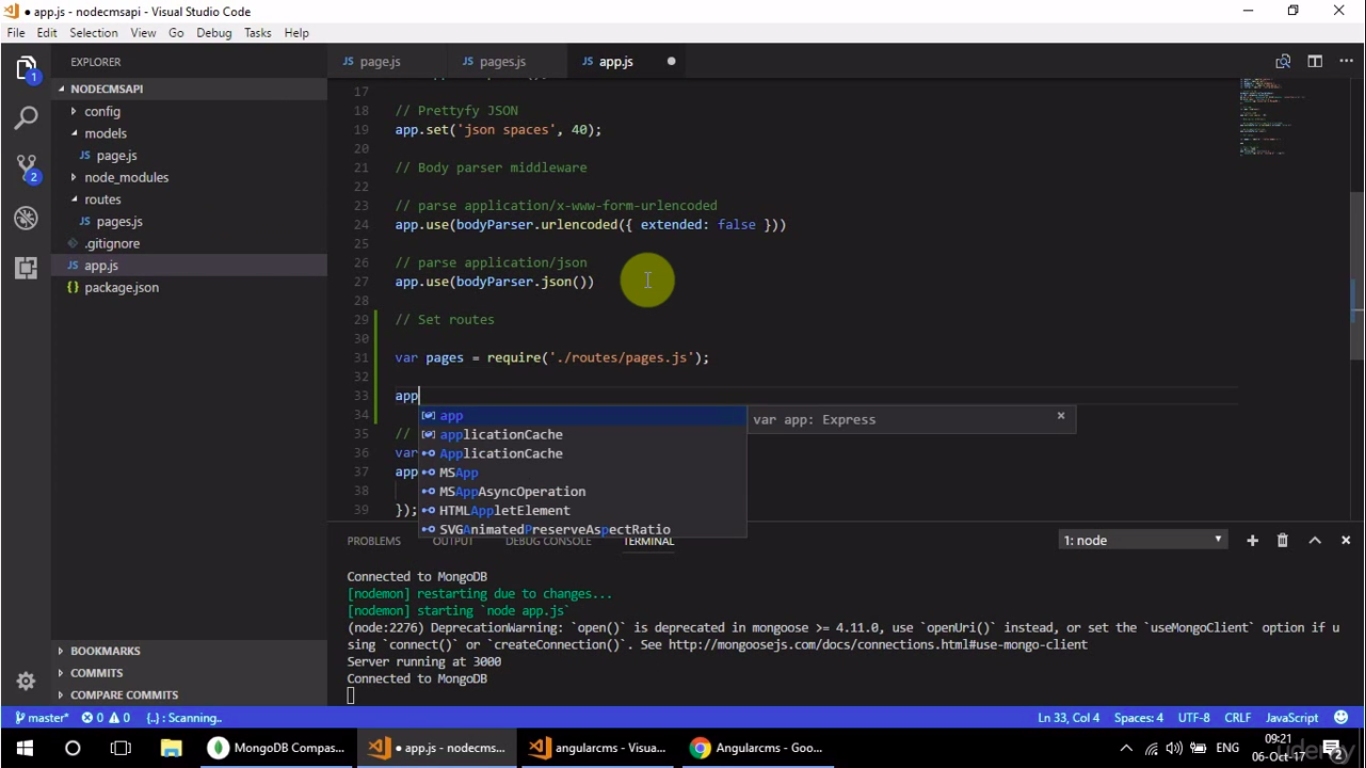 ● app.js - nodecmsapi - Visual Studio Code
File Edit Selection View Go Debug Tasks Help
EXPLORER
JS page.js JS pages.js JS app.js ●
NODECMSAPI
config
models
JS page.js
node_modules
routes
JS pages.js
.gitignore
JS app.js
{} package.json
BOOKMARKS
COMMITS
COMPARE COMMITS
1
2
17
18 // Prettyfy JSON
19 app.set('json spaces', 40);
20
21 // Body parser middleware
22
23 // parse application/x-www-form-urlencoded
24 app.use(bodyParser.urlencoded({ extended: false }))
25
26 // parse application/json
27 app.use(bodyParser.json())
28
29 // Set routes
30
31 var pages = require('./routes/pages.js');
32
33 app
34
35 //
36 var
37 app
38
39 });
app
applicationCache
ApplicationCache
MSApp
MSAppAsyncOperation
HTMLAppletElement
SVGAnimatedPreserveAspectRatio
var app: Express
PROBLEMS OUTPUT DEBUG CONSOLE TERMINAL
1: node
Connected to MongoDB
[nodemon] restarting due to changes...
[nodemon] starting `node app.js`
(node:2276) DeprecationWarning: `open()` is deprecated in mongoose >= 4.11.0, use `openUri()` instead, or set the `useMongoClient` option if u
sing `connect()` or `createConnection()`. See http://mongoosejs.com/docs/connections.html#use-mongo-client
Server running at 3000
Connected to MongoDB
master* 0 0 {..} : Scanning.. Ln 33, Col 4 Spaces: 4 UTF-8 CRLF JavaScript
MongoDB Compas... ● app.js - nodecms... angularcms - Visua... Angularcms - Goo... ENG 09:21
06-Oct-17 2
udemy